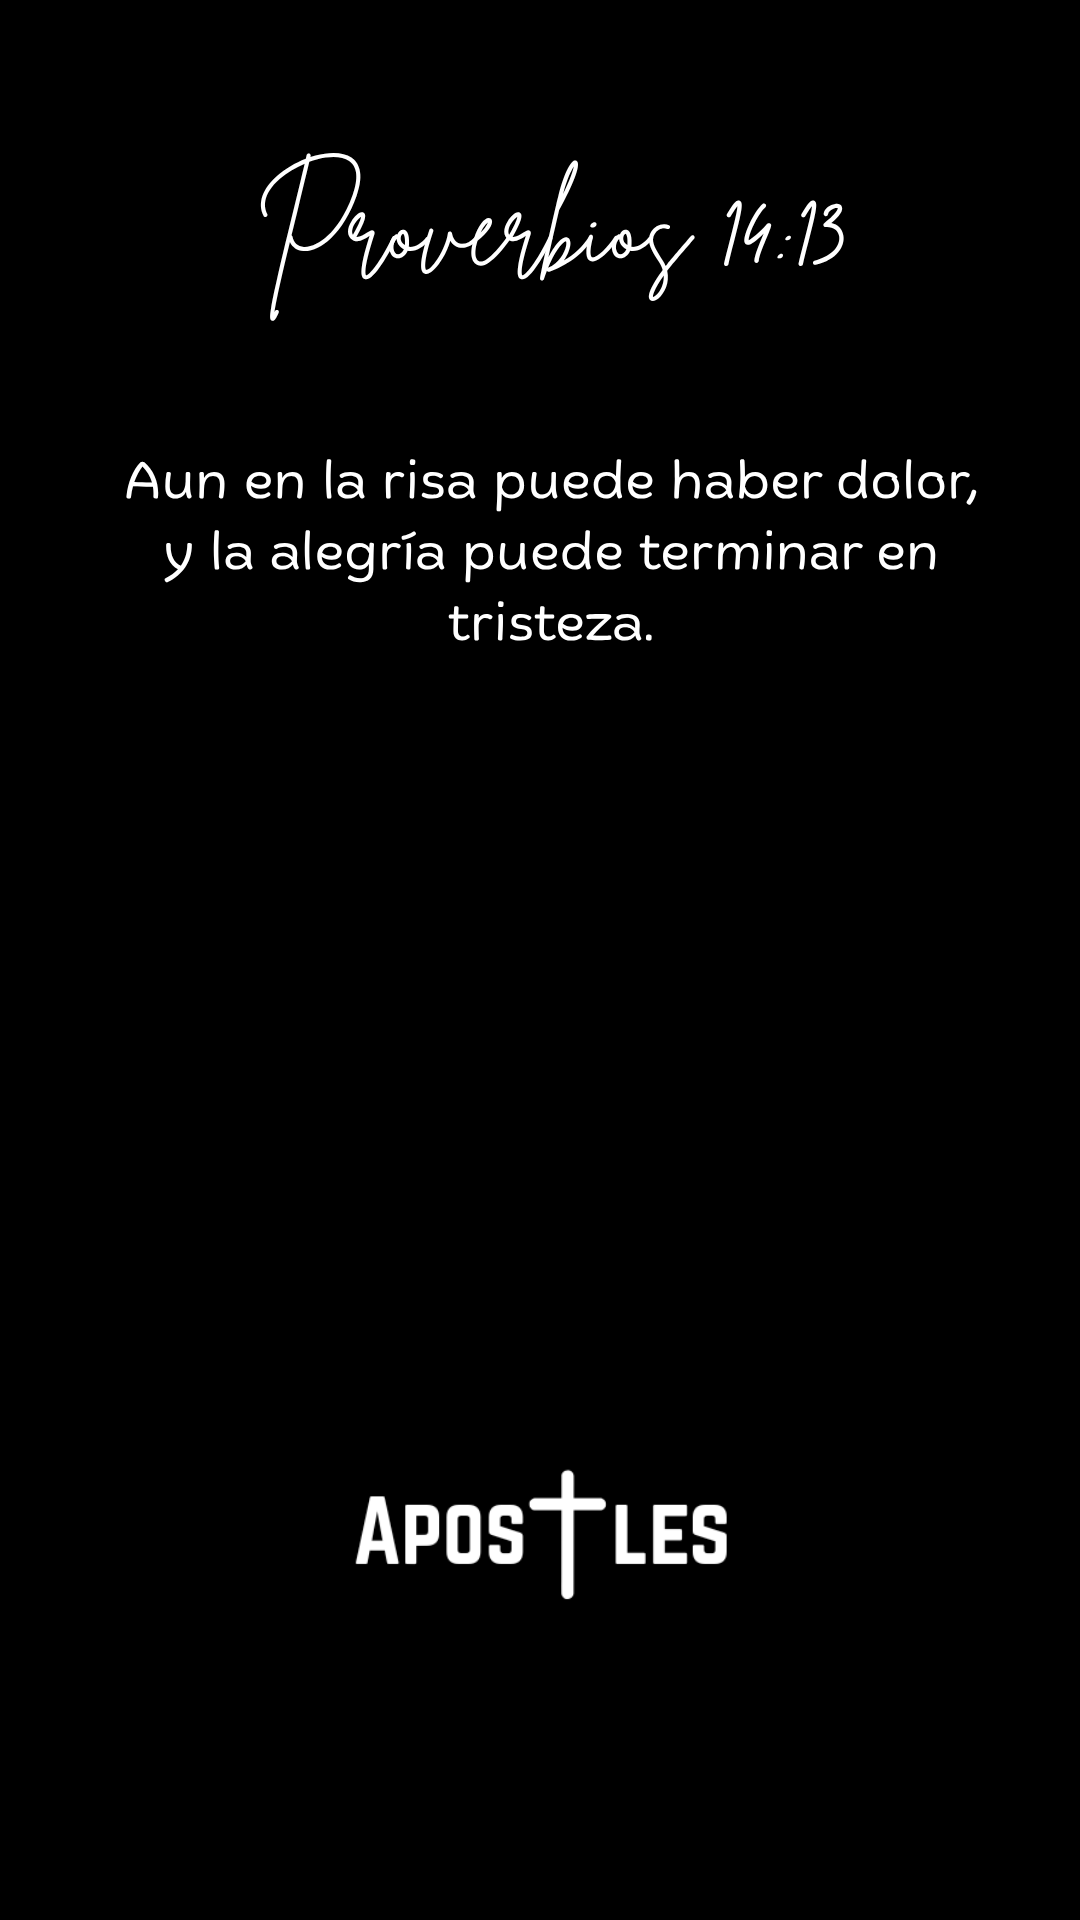 Proverbios 14:13
Aun en la risa puede haber dolor,
y la alegría puede terminar en
tristeza.
APOSTLES